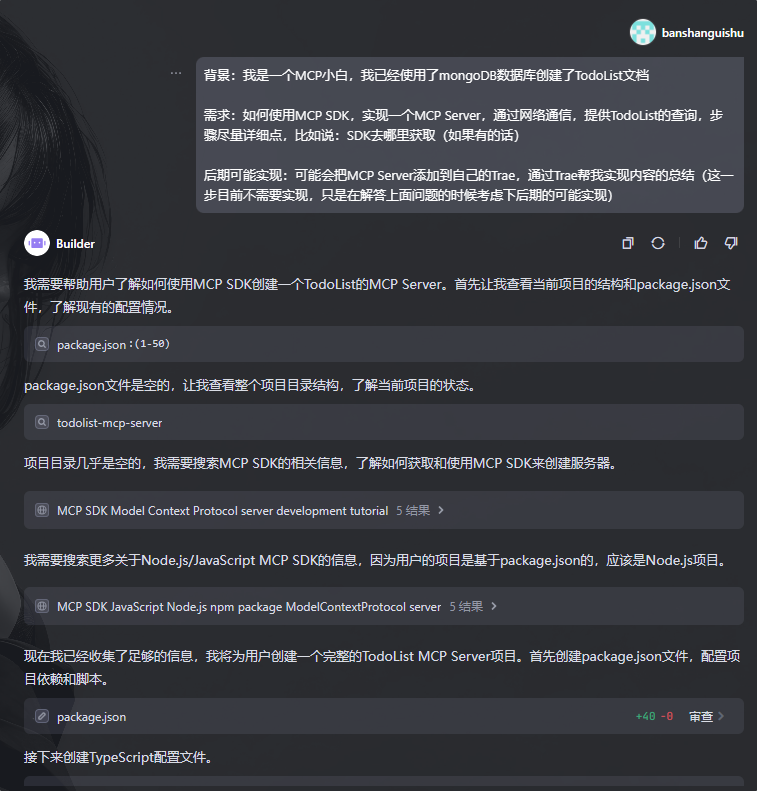 banshanguishu
背景：我是一个MCP小白，我已经使用了mongoDB数据库创建了TodoList文档
需求：如何使用MCP SDK，实现一个MCP Server，通过网络通信，提供TodoList的查询，步
骤尽量详细点，比如说：SDK去哪里获取（如果有的话）
后期可能实现：可能会把MCP Server添加到自己的Trae，通过Trae帮我实现内容的总结（这一
步目前不需要实现，只是在解答上面问题的时候考虑下后期的可能实现）
Builder
我需要帮助用户了解如何使用MCP SDK创建一个TodoList的MCP Server。首先让我查看当前项目的结构和package.json文
件，了解现有的配置情况。
package.json :(1-50)
package.json文件是空的，让我查看整个项目目录结构，了解当前项目的状态。
todolist-mcp-server
项目目录几乎是空的，我需要搜索MCP SDK的相关信息，了解如何获取和使用MCP SDK来创建服务器。
MCP SDK Model Context Protocol server development tutorial 5 结果
我需要搜索更多关于Node.js/JavaScript MCP SDK的信息，因为用户的项目是基于package.json的，应该是Node.js项目。
MCP SDK JavaScript Node.js npm package ModelContextProtocol server 5 结果
现在我已经收集了足够的信息，我将为用户创建一个完整的TodoList MCP Server项目。首先创建package.json文件，配置项
目依赖和脚本。
package.json +40 -0 审查
接下来创建TypeScript配置文件。